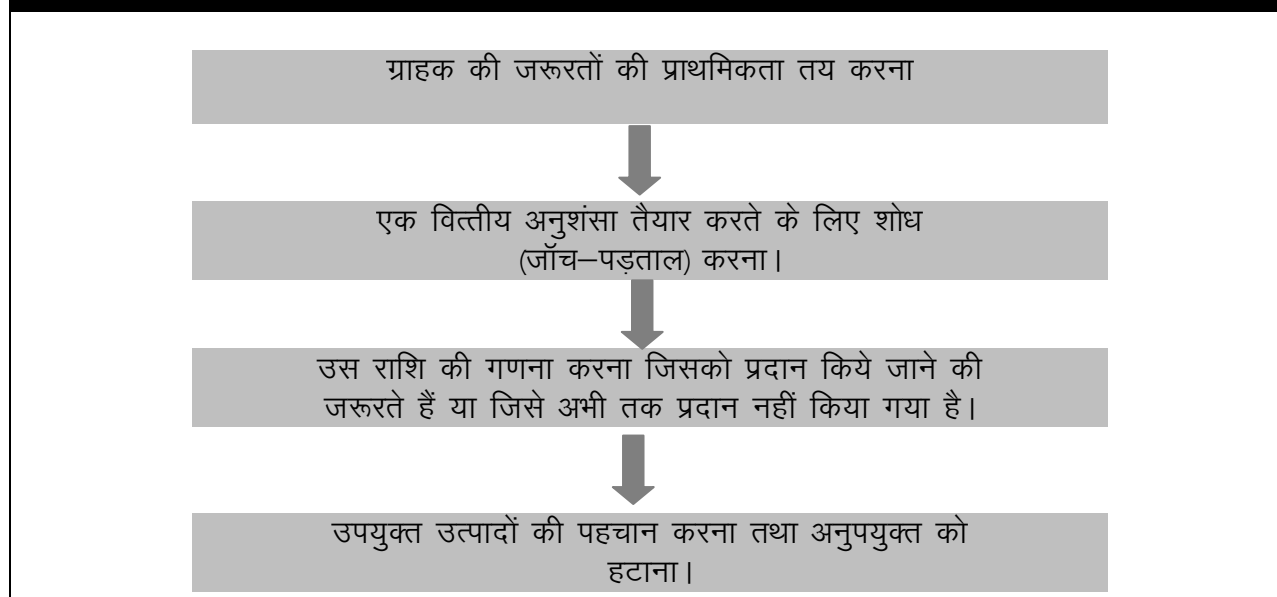 ग्राहक की जरूरतों की प्राथमिकता तय करना
एक वित्तीय अनुशंसा तैयार करते के लिए शोध
(जॉच–पड़ताल) करना।
उस राशि की गणना करना जिसको प्रदान किये जाने की
जरूरते हैं या जिसे अभी तक प्रदान नहीं किया गया है।
उपयुक्त उत्पादों की पहचान करना तथा अनुपयुक्त को
हटाना।